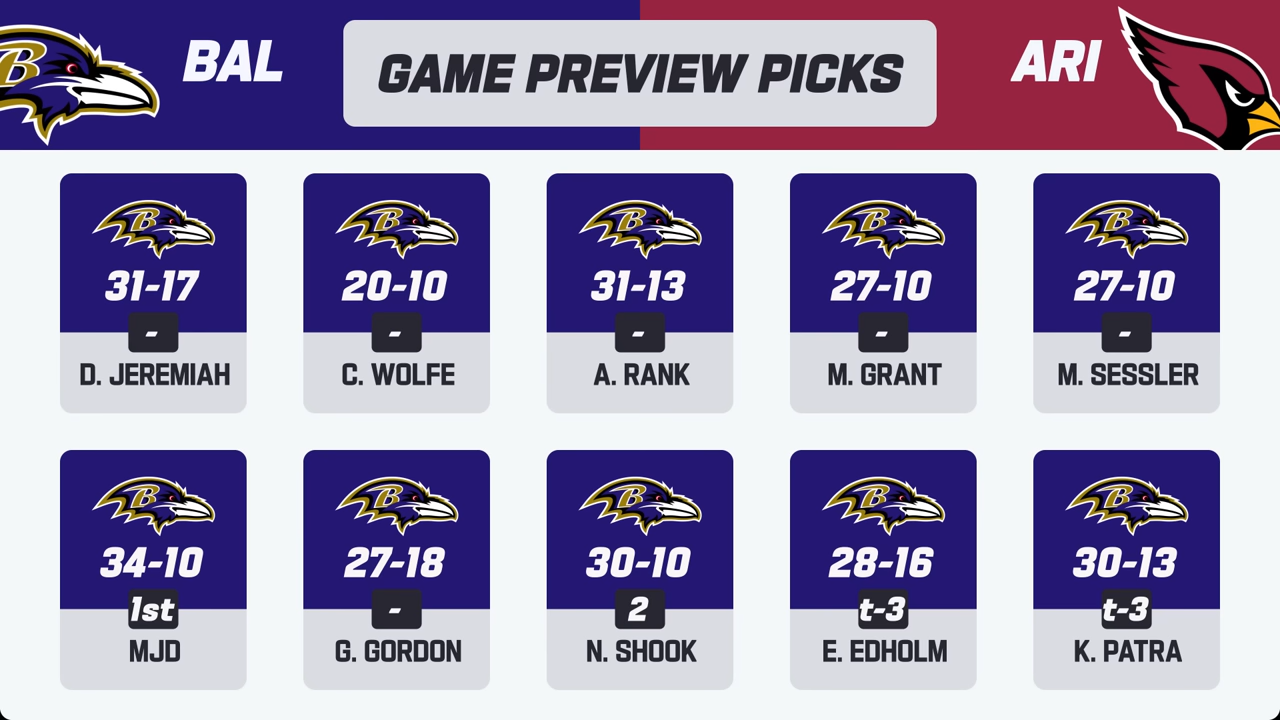 BAL
GAME PREVIEW PICKS
ARI
B
B
B
B
B
B
31-17
20-10
31-13
27-10
27-10
-
-
-
-
-
D. JEREMIAH
C. WOLFE
A. RANK
M. GRANT
M. SESSLER
B
B
B
B
B
34-10
27-18
30-10
28-16
30-13
1st
-
2
t-3
t-3
MJD
G. GORDON
N. SHOOK
E. EDHOLM
K. PATRA